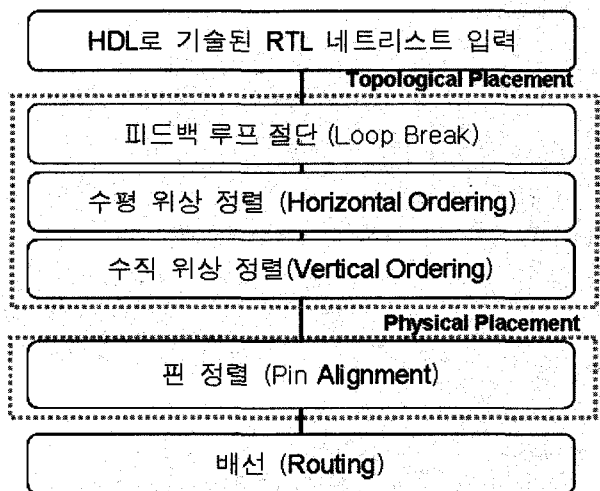 HDL로 기술된 RTL 네트리스트 입력
Topological Placement
피드백 루프 절단 (Loop Break)
수평 위상 정렬 (Horizontal Ordering)
수직 위상 정렬(Vertical Ordering)
Physical Placement
핀 정렬 (Pin Alignment)
배선 (Routing)